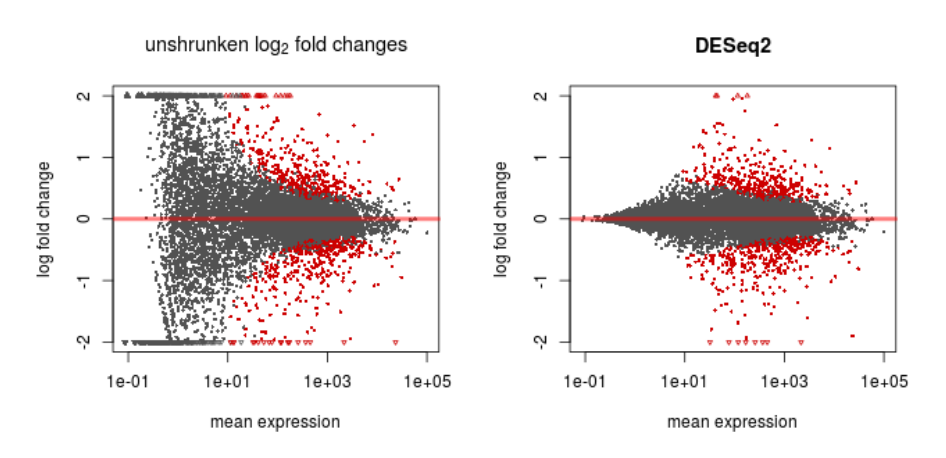 unshrunken log₂ fold changes
log fold change
2
1
0
-1
-2
1e-01 1e+01 1e+03 1e+05
mean expression
DESeq2
log fold change
2
1
0
-1
-2
1e-01 1e+01 1e+03 1e+05
mean expression